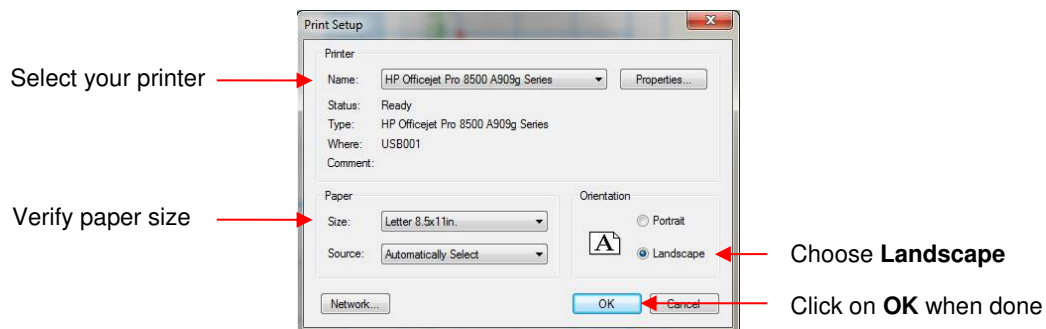 Print Setup
Printer
Select your printer
Name: HP Officejet Pro 8500 A909g Series Properties...
Status: Ready
Type: HP Officejet Pro 8500 A909g Series
Where: USB001
Comment:
Paper Orientation
Verify paper size
Size: Letter 8.5x11in. Portrait
Source: Automatically Select A Landscape
Choose Landscape
Network... OK Cancel
Click on OK when done